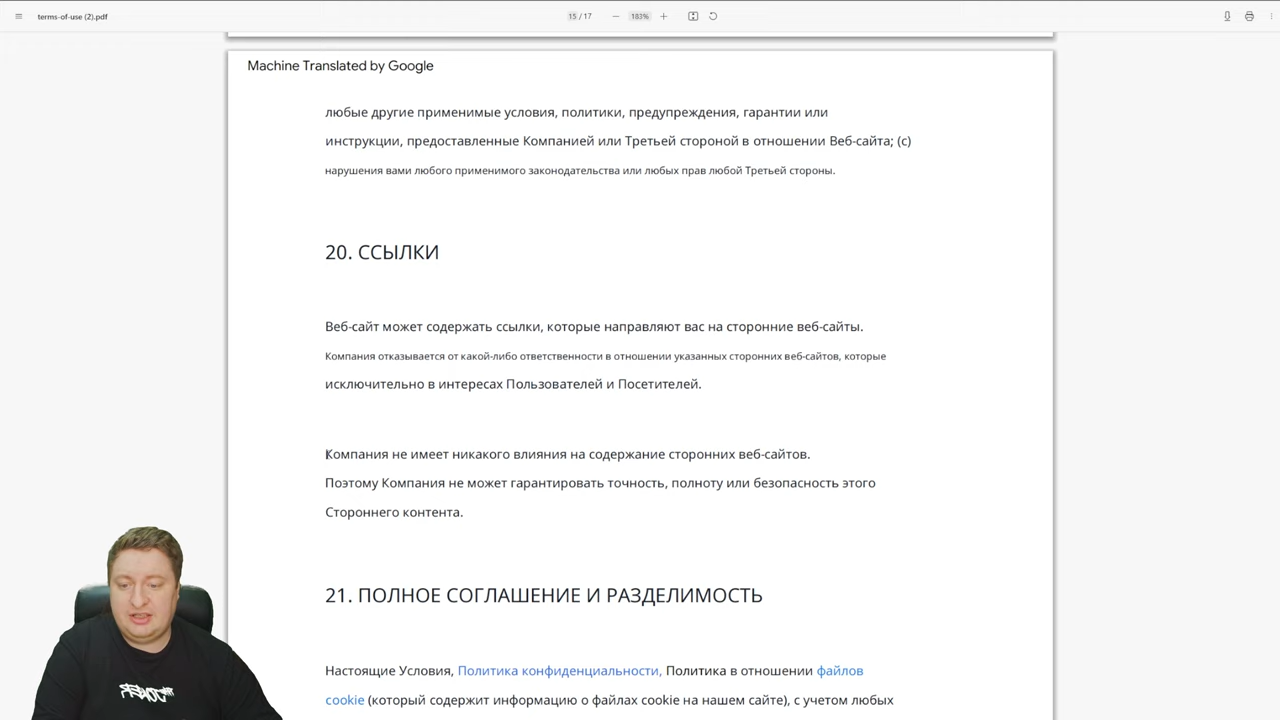 terms-of-use (2).pdf
15 / 17
183%
Machine Translated by Google
любые другие применимые условия, политики, предупреждения, гарантии или
инструкции, предоставленные Компанией или Третьей стороной в отношении Веб-сайта; (c)
нарушения вами любого применимого законодательства или любых прав любой Третьей стороны.
20. ССЫЛКИ
Веб-сайт может содержать ссылки, которые направляют вас на сторонние веб-сайты.
Компания отказывается от какой-либо ответственности в отношении указанных сторонних веб-сайтов, которые
исключительно в интересах Пользователей и Посетителей.
Компания не имеет никакого влияния на содержание сторонних веб-сайтов.
Поэтому Компания не может гарантировать точность, полноту или безопасность этого
Стороннего контента.
21. ПОЛНОЕ СОГЛАШЕНИЕ И РАЗДЕЛИМОСТЬ
Настоящие Условия, Политика конфиденциальности, Политика в отношении файлов
cookie (который содержит информацию о файлах cookie на нашем сайте), с учетом любых